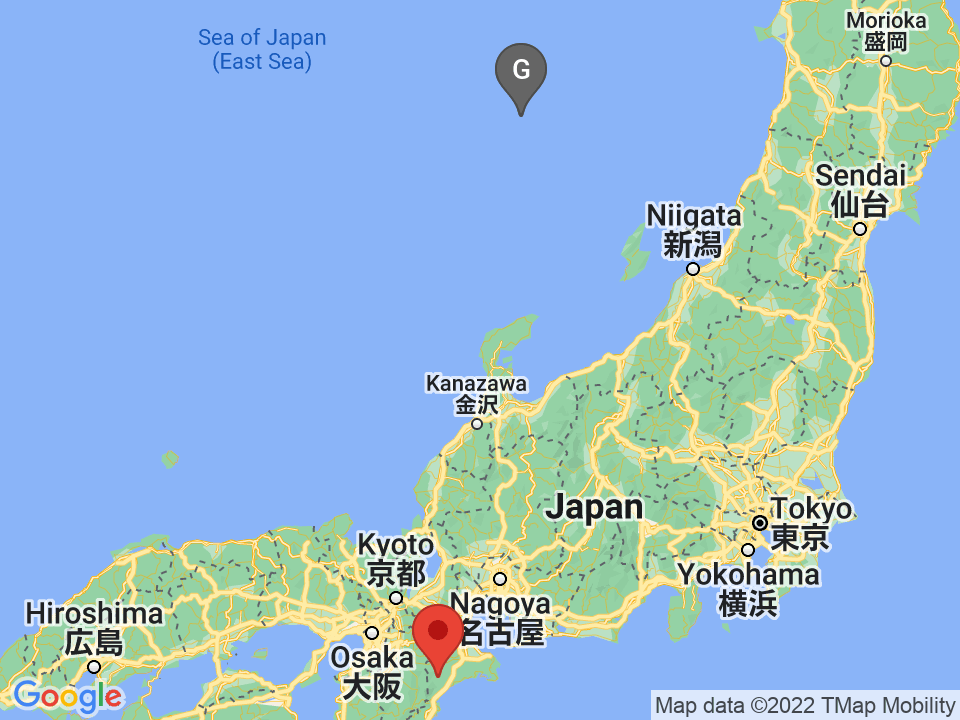 Morioka
盛岡
Sea of Japan
(East Sea)
G
Sendai
仙台
Niigata
新潟
Kanazawa
金沢
Japan
Tokyo
東京
Kyoto
京都
Yokohama
横浜
Nagoya
名古屋
Hiroshima
広島
Osaka
大阪
Google
Map data ©2022 TMap Mobility